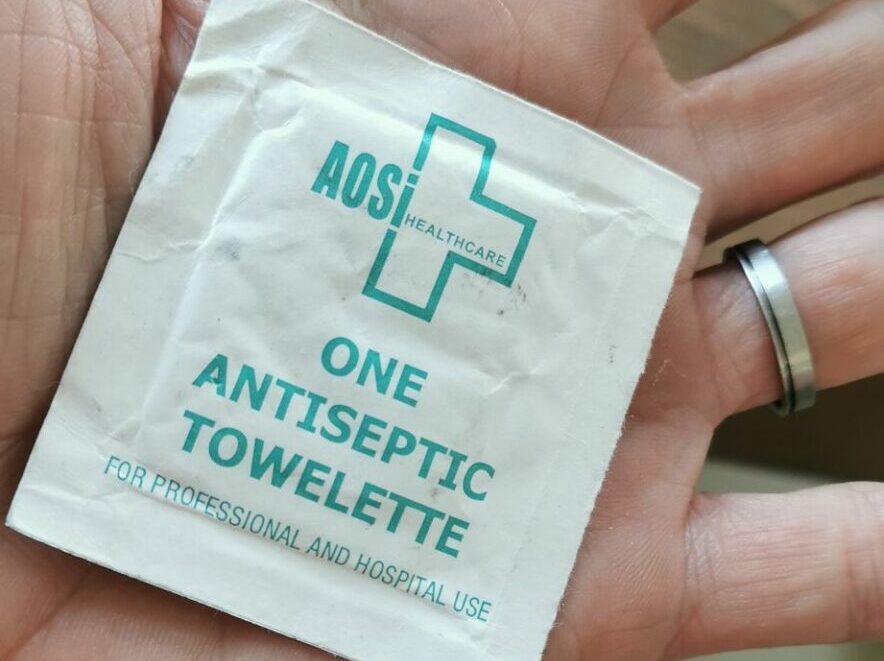 AOSi
HEALTHCARE
ONE
ANTISEPTIC
TOWELETTE
FOR PROFESSIONAL AND HOSPITAL USE